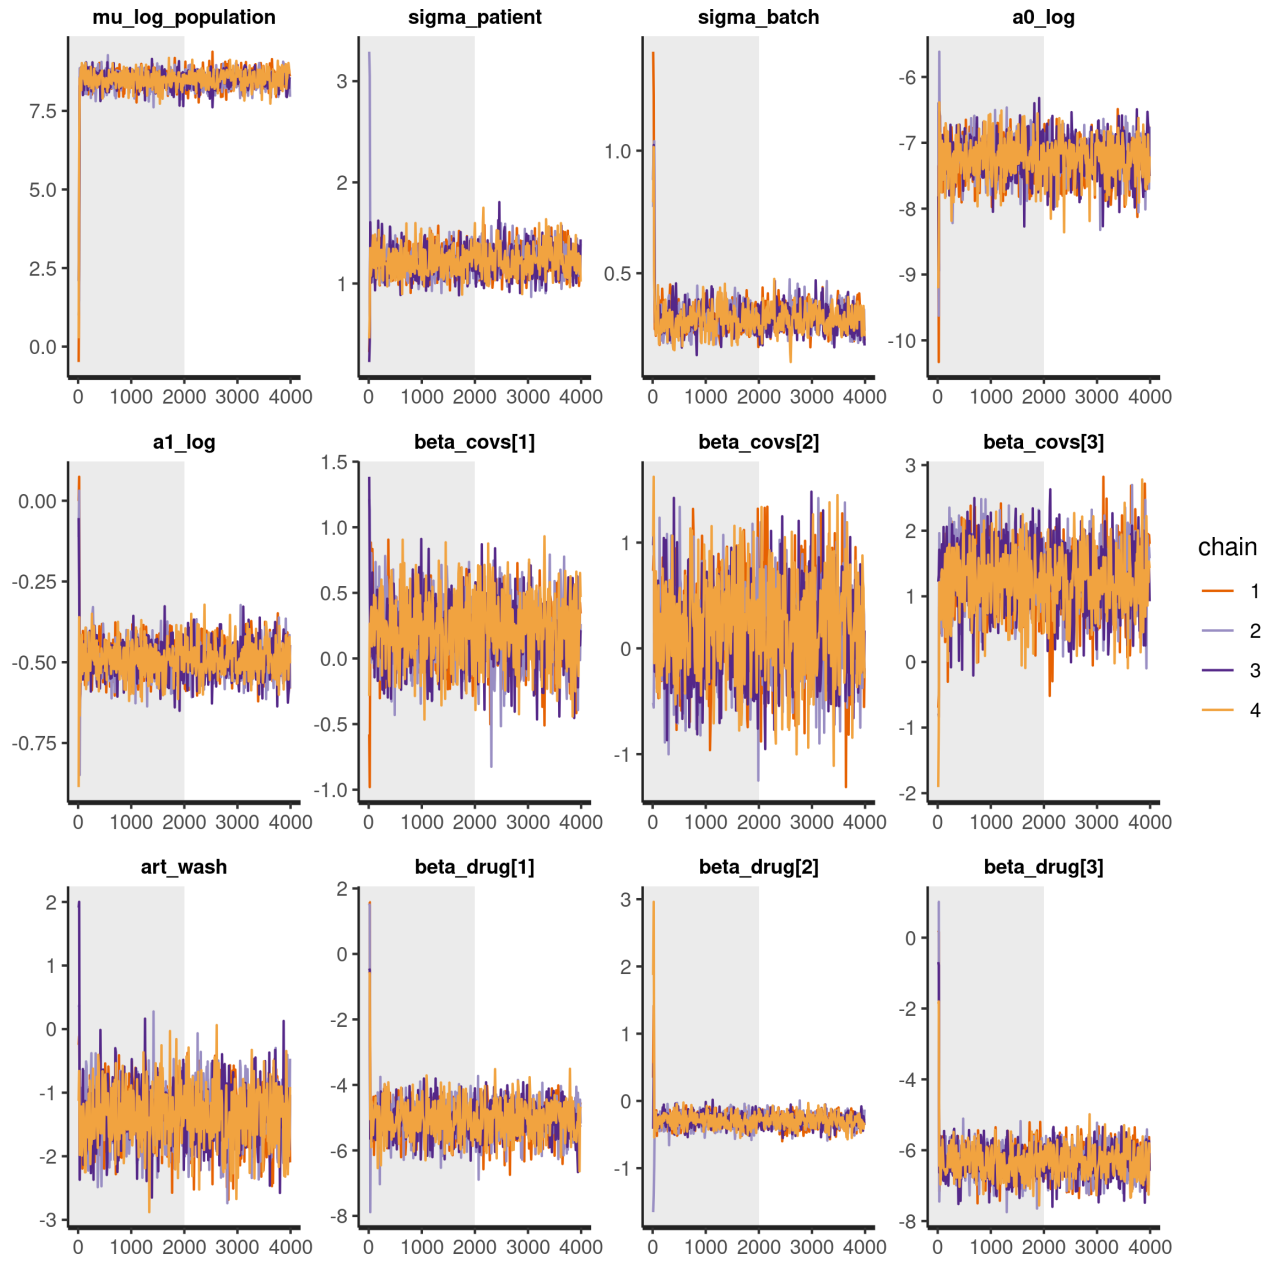 mu_log_population sigma_patient sigma_batch a0_log
7.5 5.0 2.5 0.0
3 2 1
1.0 0.5
-6 -7 -8 -9 -10
0 1000 2000 3000 4000 0 1000 2000 3000 4000 0 1000 2000 3000 4000 0 1000 2000 3000 4000
a1_log beta_covs[1] beta_covs[2] beta_covs[3]
0.00 -0.25 -0.50 -0.75
1.5 1.0 0.5 0.0 -0.5 -1.0
1 0 -1
3 2 1 0 -1 -2
0 1000 2000 3000 4000 0 1000 2000 3000 4000 0 1000 2000 3000 4000 0 1000 2000 3000 4000
art_wash beta_drug[1] beta_drug[2] beta_drug[3]
2 1 0 -1 -2 -3
2 0 -2 -4 -6 -8
3 2 1 0 -1
0 -2 -4 -6 -8
0 1000 2000 3000 4000 0 1000 2000 3000 4000 0 1000 2000 3000 4000 0 1000 2000 3000 4000
chain
1
2
3
4